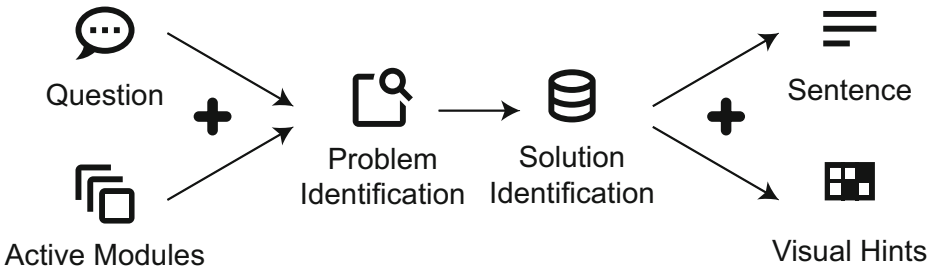 Question
Active Modules
Problem
Identification
Solution
Identification
Sentence
Visual Hints